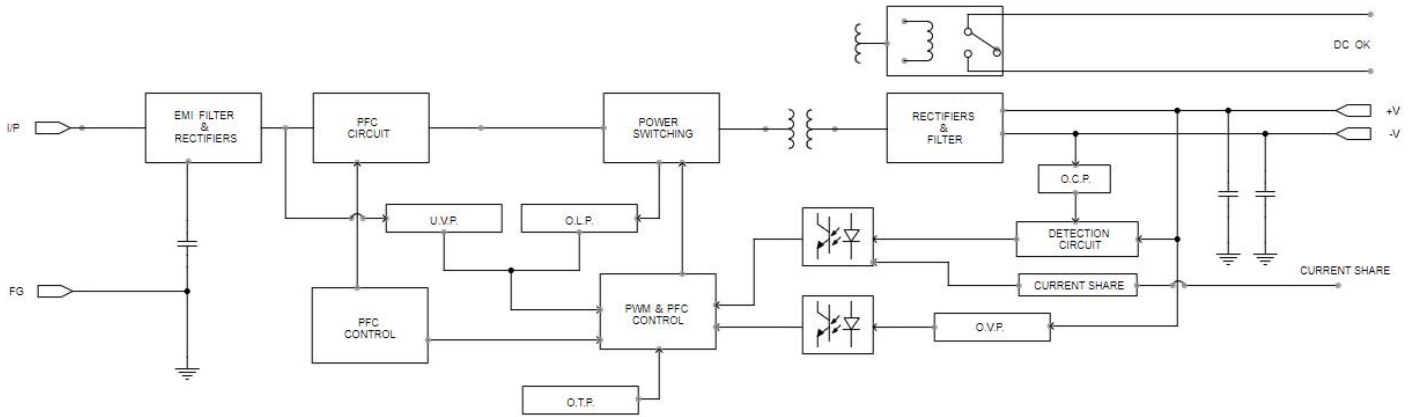 DC OK
I/P
EMI FILTER
&
RECTIFIERS
PFC
CIRCUIT
POWER
SWITCHING
RECTIFIERS
&
FILTER
+V
-V
O.C.P.
U.V.P.
O.L.P.
DETECTION
CIRCUIT
CURRENT SHARE
CURRENT SHARE
FG
PFC
CONTROL
PWM & PFC
CONTROL
O.V.P.
O.T.P.